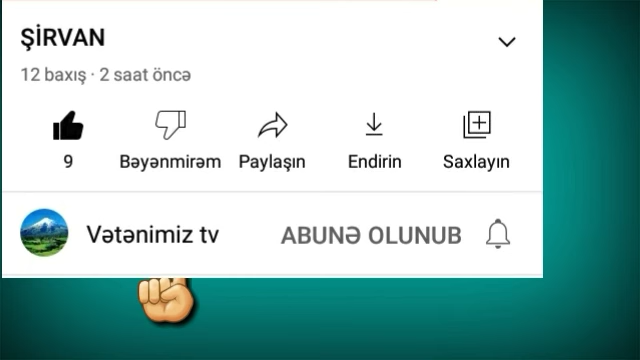 ŞİRVAN
12 baxış · 2 saat öncə
9 Bəyənmirəm Paylaşın Endirin Saxlayın
Vətənimiz tv ABUNƏ OLUNUB